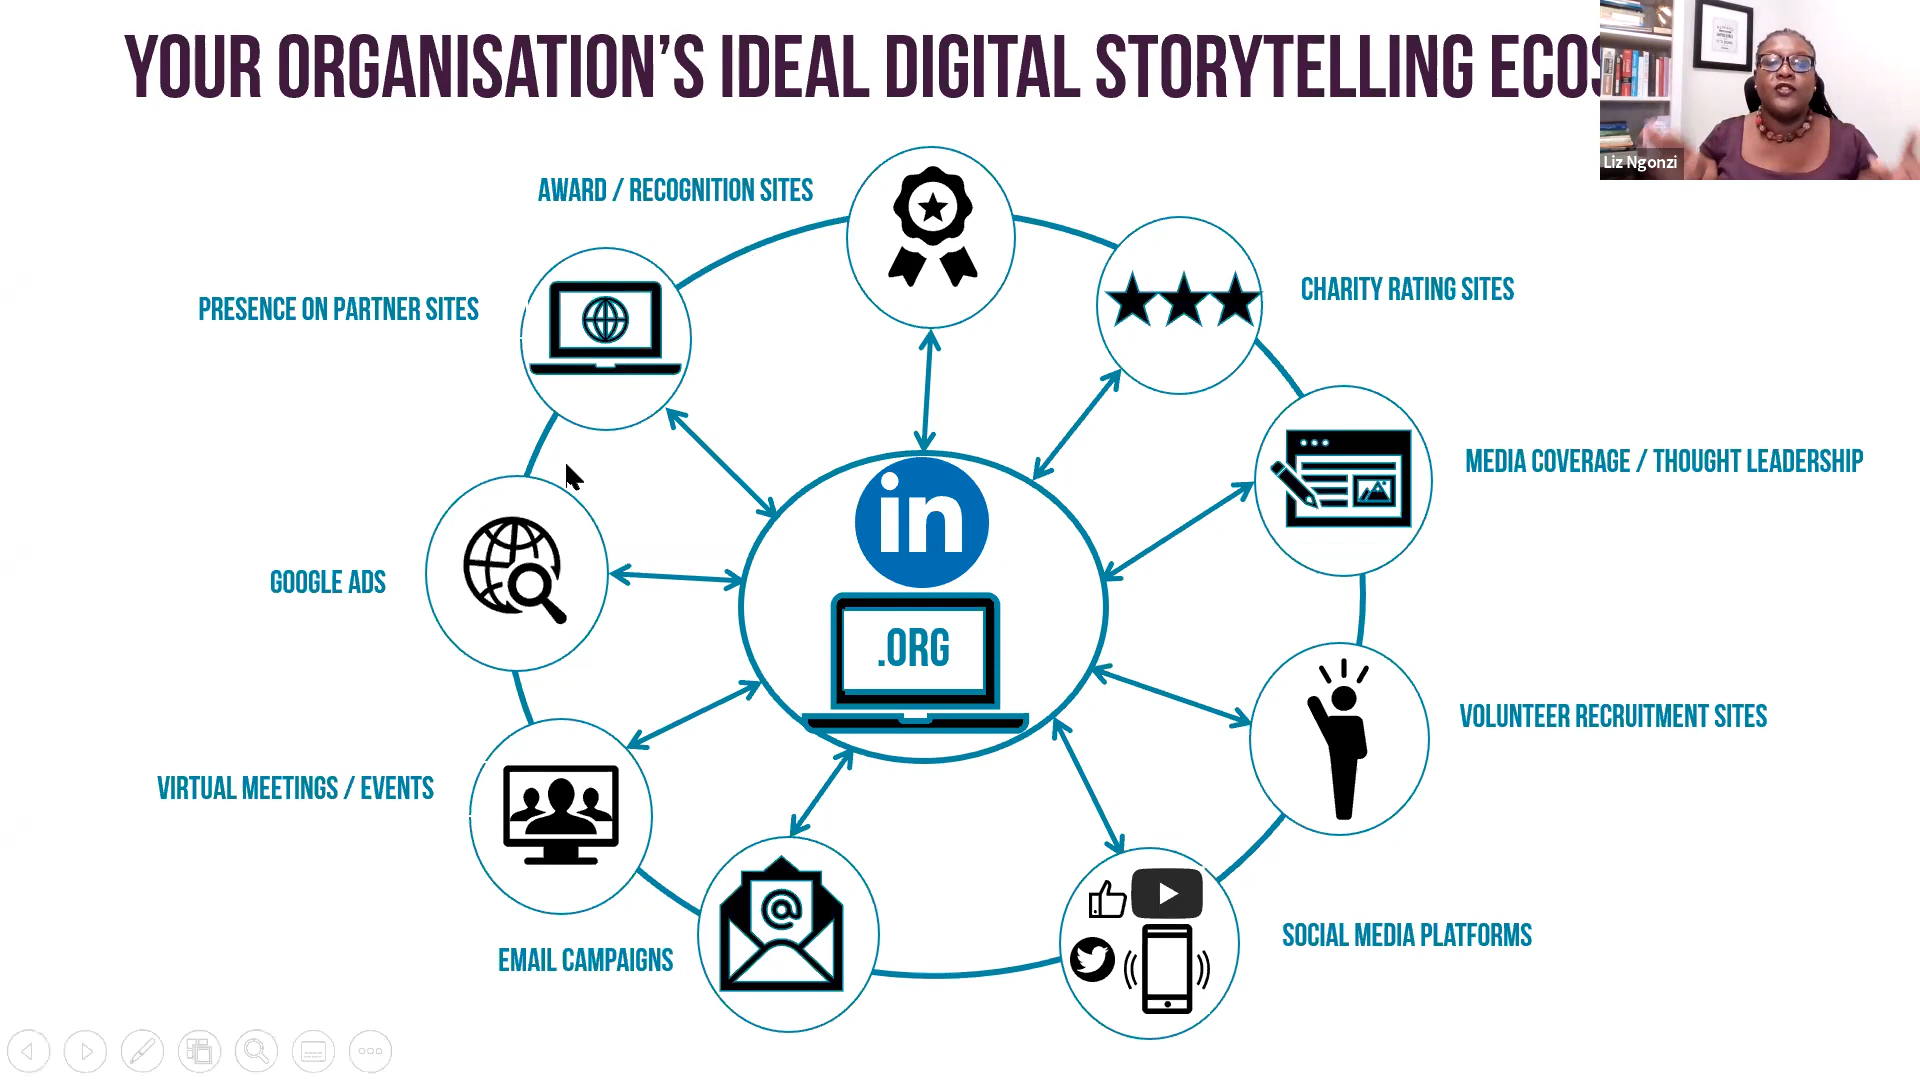 YOUR ORGANISATION'S IDEAL DIGITAL STORYTELLING ECOS
Liz Ngonzi
AWARD / RECOGNITION SITES
CHARITY RATING SITES
PRESENCE ON PARTNER SITES
MEDIA COVERAGE / THOUGHT LEADERSHIP
in
GOOGLE ADS
.ORG
VOLUNTEER RECRUITMENT SITES
VIRTUAL MEETINGS / EVENTS
@
SOCIAL MEDIA PLATFORMS
EMAIL CAMPAIGNS